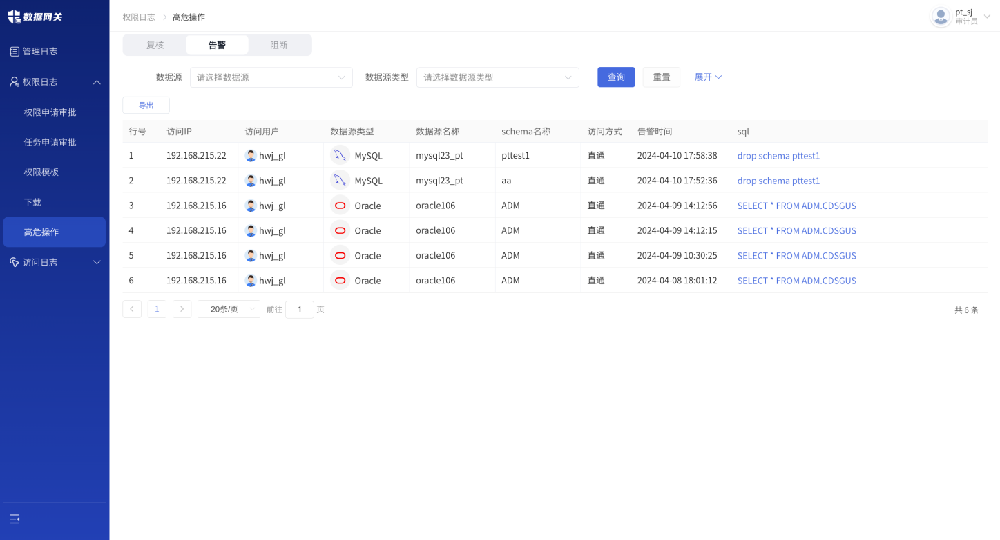 数据网关
管理日志
权限日志
权限申请审批
任务申请审批
权限模板
下载
高危操作
访问日志
权限日志 > 高危操作
pt_sj
审计员
复核 告警 阻断
数据源 请选择数据源 数据源类型 请选择数据源类型 查询 重置 展开
导出
行号 访问IP 访问用户 数据源类型 数据源名称 schema名称 访问方式 告警时间 sql
1 192.168.215.22 hwj_gl MySQL mysql23_pt pttest1 直通 2024-04-10 17:58:38 drop schema pttest1
2 192.168.215.22 hwj_gl MySQL mysql23_pt aa 直通 2024-04-10 17:52:36 drop schema pttest1
3 192.168.215.16 hwj_gl Oracle oracle106 ADM 直通 2024-04-09 14:12:56 SELECT * FROM ADM.CDSGUS
4 192.168.215.16 hwj_gl Oracle oracle106 ADM 直通 2024-04-09 14:12:15 SELECT * FROM ADM.CDSGUS
5 192.168.215.16 hwj_gl Oracle oracle106 ADM 直通 2024-04-09 10:30:25 SELECT * FROM ADM.CDSGUS
6 192.168.215.16 hwj_gl Oracle oracle106 ADM 直通 2024-04-08 18:01:12 SELECT * FROM ADM.CDSGUS
< 1 > 20条/页 前往 1 页 共 6 条